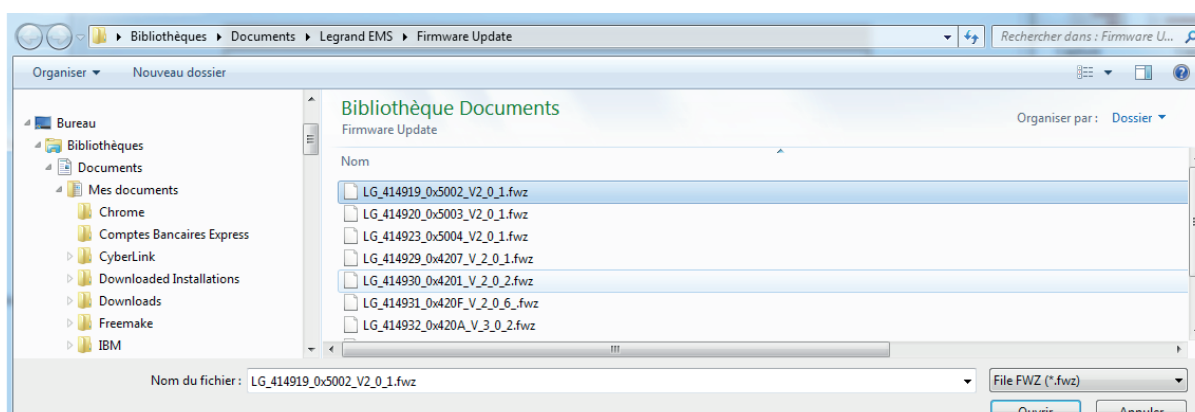 Bibliothèques Documents Legrand EMS Firmware Update
Rechercher dans : Firmware U...
Organiser Nouveau dossier
Bureau
Bibliothèques
Documents
Mes documents
Chrome
Comptes Bancaires Express
CyberLink
Downloaded Installations
Downloads
Freemake
IBM
Bibliothèque Documents
Firmware Update
Organiser par : Dossier
Nom
LG_414919_0x5002_V2_0_1.fwz
LG_414920_0x5003_V2_0_1.fwz
LG_414923_0x5004_V2_0_1.fwz
LG_414929_0x4207_V_2_0_1.fwz
LG_414930_0x4201_V_2_0_2.fwz
LG_414931_0x420F_V_2_0_6_.fwz
LG_414932_0x420A_V_3_0_2.fwz
Nom du fichier : LG_414919_0x5002_V2_0_1.fwz
File FWZ (*.fwz)
Ouvrir Annuler